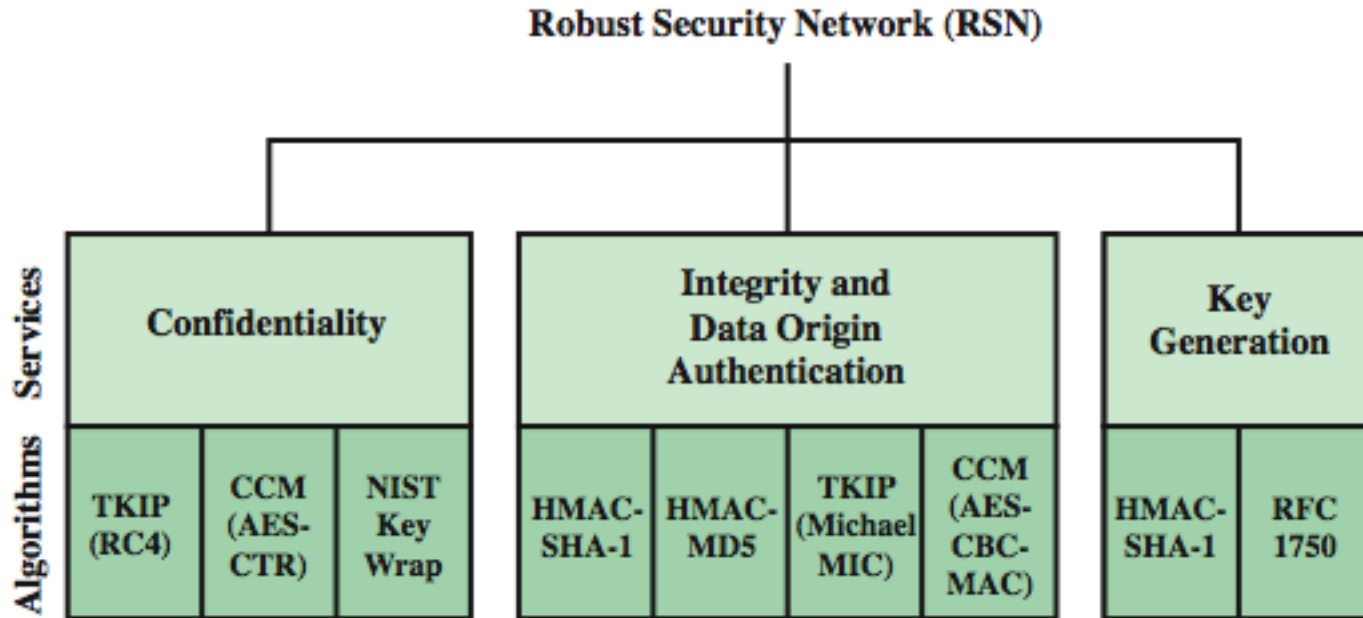 Robust Security Network (RSN)
Services
Confidentiality
Integrity and
Data Origin
Authentication
Key
Generation
Algorithms
TKIP
(RC4)
CCM
(AES-
CTR)
NIST
Key
Wrap
HMAC-
SHA-1
HMAC-
MD5
TKIP
(Michael
MIC)
CCM
(AES-
CBC-
MAC)
HMAC-
SHA-1
RFC
1750